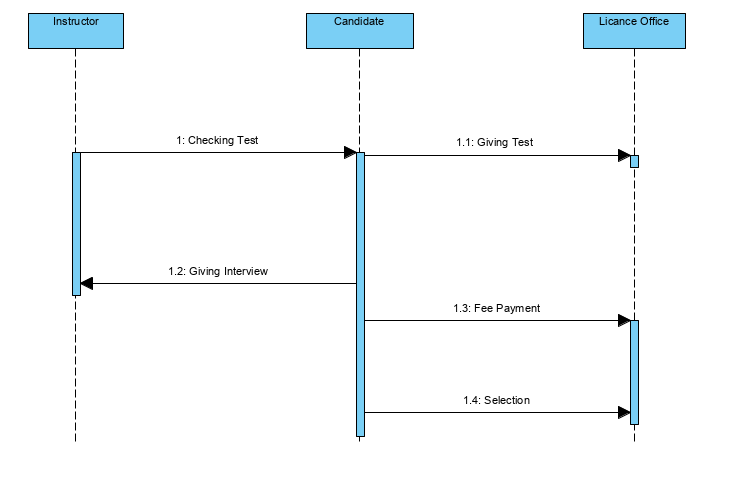 Instructor
Candidate
Licance Office
1: Checking Test
1.1: Giving Test
1.2: Giving Interview
1.3: Fee Payment
1.4: Selection